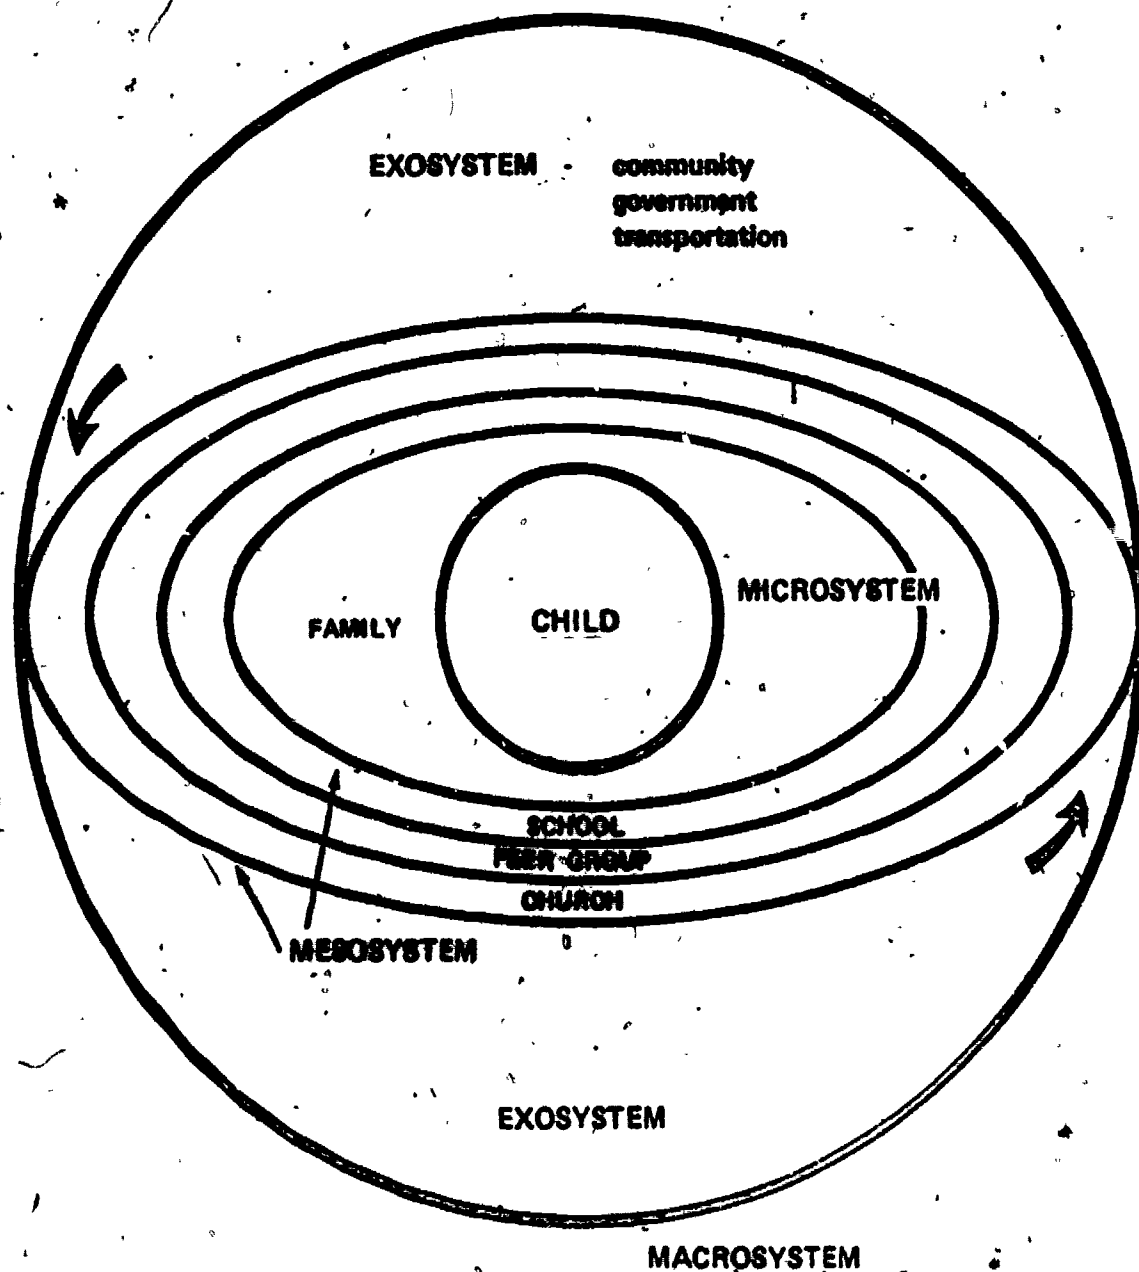 EXOSYSTEM - community
government
transportation
MICROSYSTEM
FAMILY
CHILD
SCHOOL
PEER GROUP
CHURCH
MESOSYSTEM
EXOSYSTEM
MACROSYSTEM